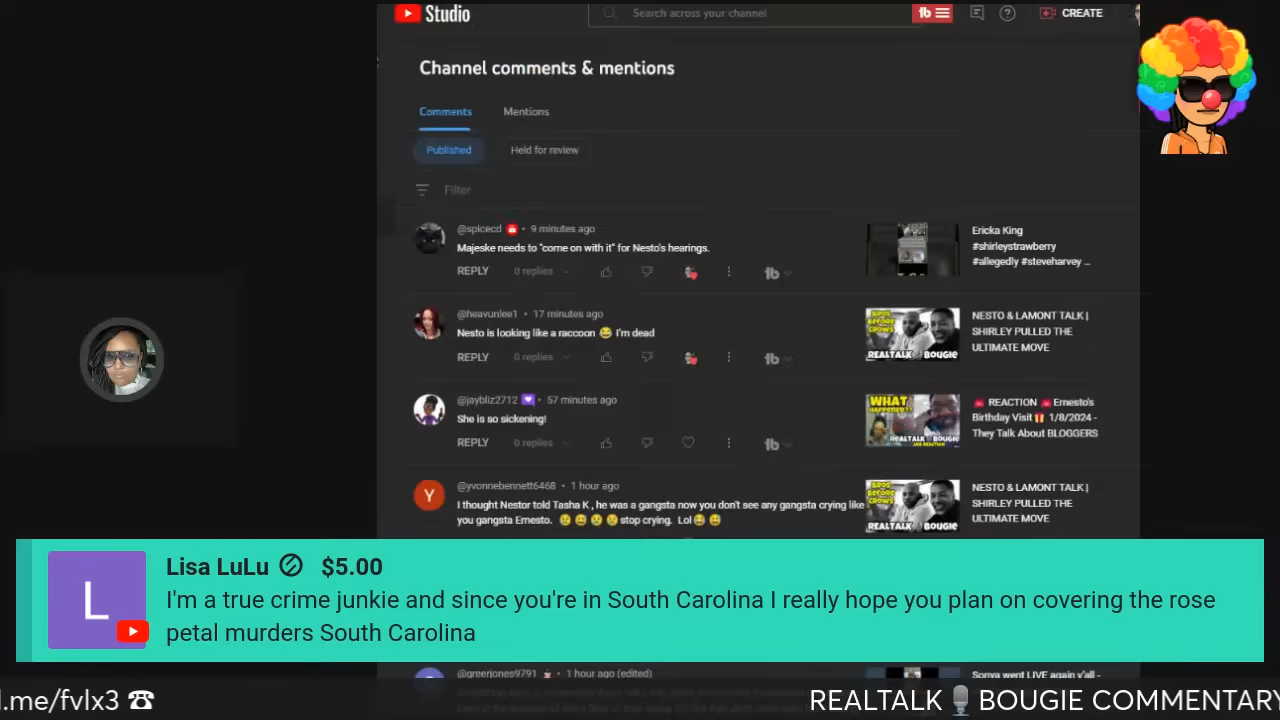 Studio
Search across your channel
CREATE
Channel comments & mentions
Comments
Mentions
Published
Held for review
Filter
@spicecd • 9 minutes ago
Majeske needs to "come on with it" for Nesto's hearings.
REPLY
0 replies
Ericka King
#shirleystrawberry
#allegedly #steveharvey ...
@heavunlee1 • 17 minutes ago
Nesto is looking like a raccoon 😂 I'm dead
REPLY
0 replies
BROS
BEFORE
CROWS
REALTALK BOUGIE
NESTO & LAMONT TALK |
SHIRLEY PULLED THE
ULTIMATE MOVE
@jaybliz2712 • 57 minutes ago
She is so sickening!
REPLY
0 replies
WHAT
HAPPENED?
REALTALK BOUGIE
REACTION Ernesto's
Birthday Visit 1/8/2024 -
They Talk About BLOGGERS
Y
@yvonnebennett6468 • 1 hour ago
I thought Nestor told Tasha K , he was a gangsta now you don't see any gangsta crying like
you gangsta Ernesto. stop crying. Lol
BROS
BEFORE
CROWS
REALTALK BOUGIE
NESTO & LAMONT TALK |
SHIRLEY PULLED THE
ULTIMATE MOVE
L
Lisa LuLu $5.00
I'm a true crime junkie and since you're in South Carolina I really hope you plan on covering the rose
petal murders South Carolina
@greerjones9791 • 1 hour ago (edited)
Sonya went LIVE again y'all -
l.me/fvlx3 ☎
REALTALK🎙BOUGIE COMMENTARY